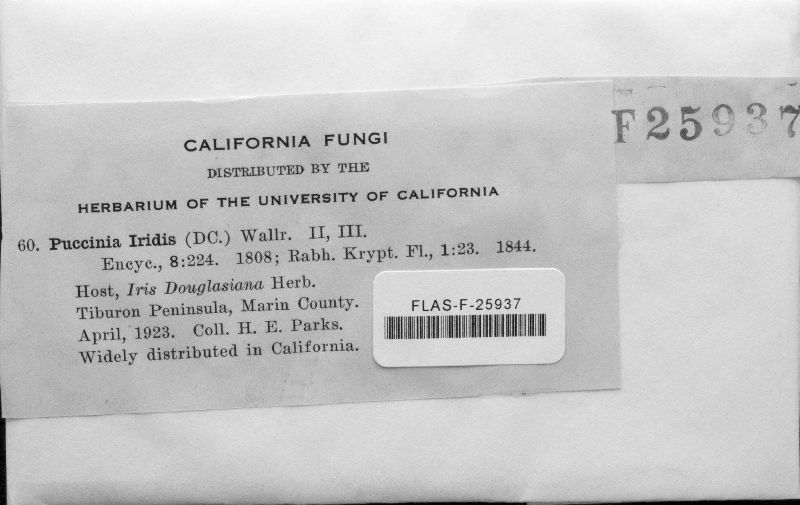 CALIFORNIA FUNGI
DISTRIBUTED BY THE
HERBARIUM OF THE UNIVERSITY OF CALIFORNIA
60. Puccinia Iridis (DC.) Wallr. II, III.
Encyc., 8:224. 1808; Rabh. Krypt. Fl., 1:23. 1844.
Host, Iris Douglasiana Herb.
Tiburon Peninsula, Marin County.
April, 1923. Coll. H. E. Parks.
Widely distributed in California.
F25937
FLAS-F-25937